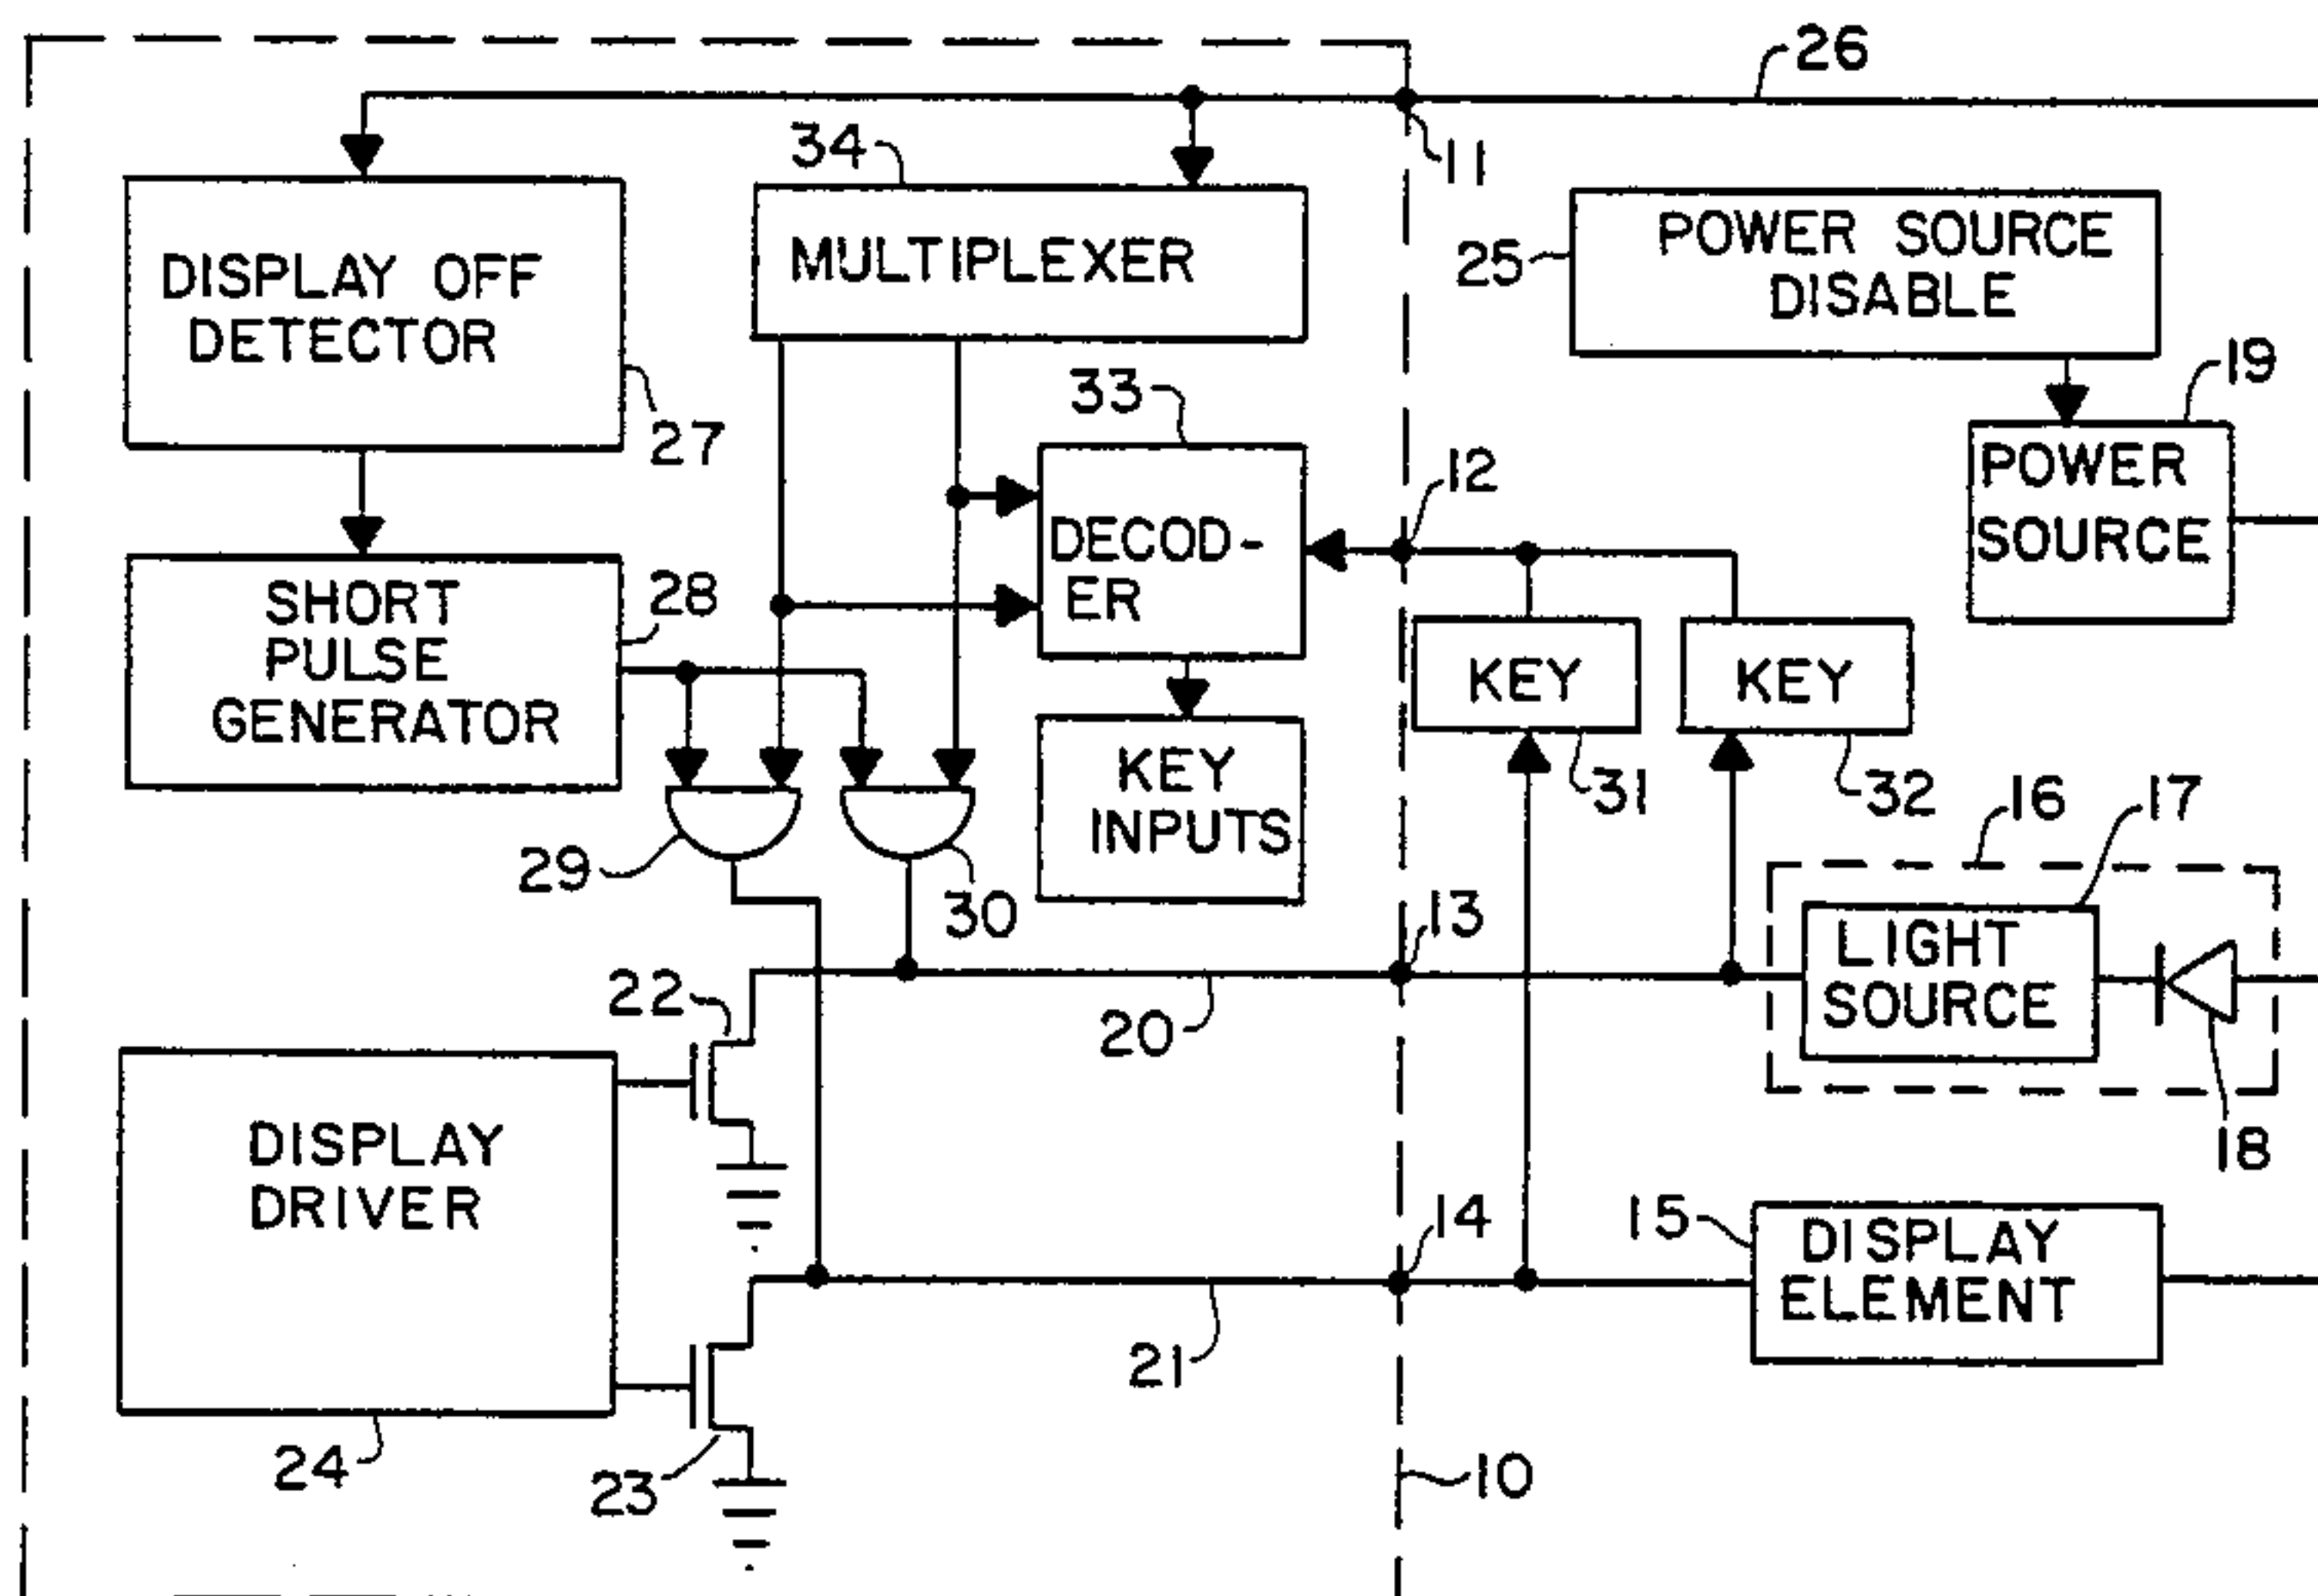 26
34
11
DISPLAY OFF
DETECTOR
MULTIPLEXER
25
POWER SOURCE
DISABLE
27
33
12
19
POWER
SOURCE
DECOD-
ER
SHORT
PULSE
GENERATOR
28
KEY
KEY
31
32
KEY
INPUTS
29
30
16
17
13
LIGHT
SOURCE
22
20
18
DISPLAY
DRIVER
14
15
DISPLAY
ELEMENT
21
24
23
10